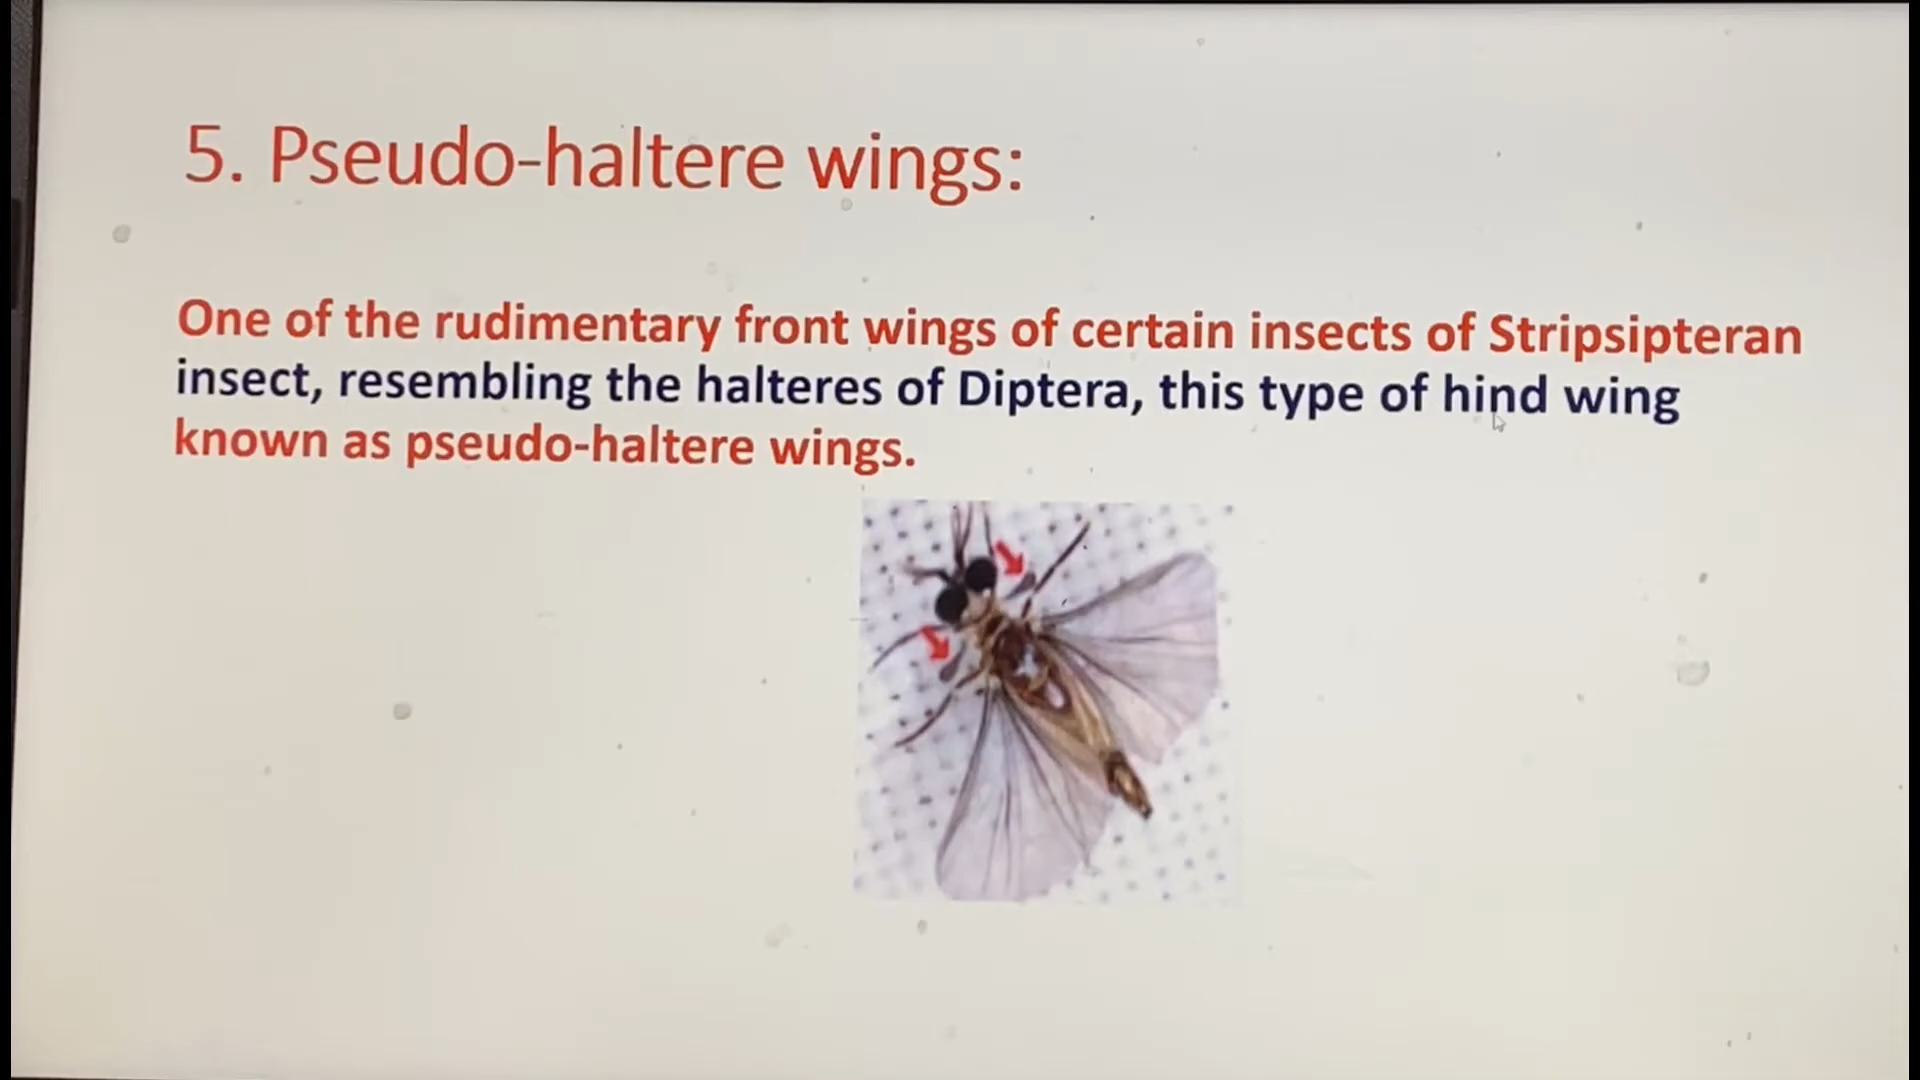 5. Pseudo-haltere wings:
One of the rudimentary front wings of certain insects of Stripsipteran
insect, resembling the halteres of Diptera, this type of hind wing
known as pseudo-haltere wings.